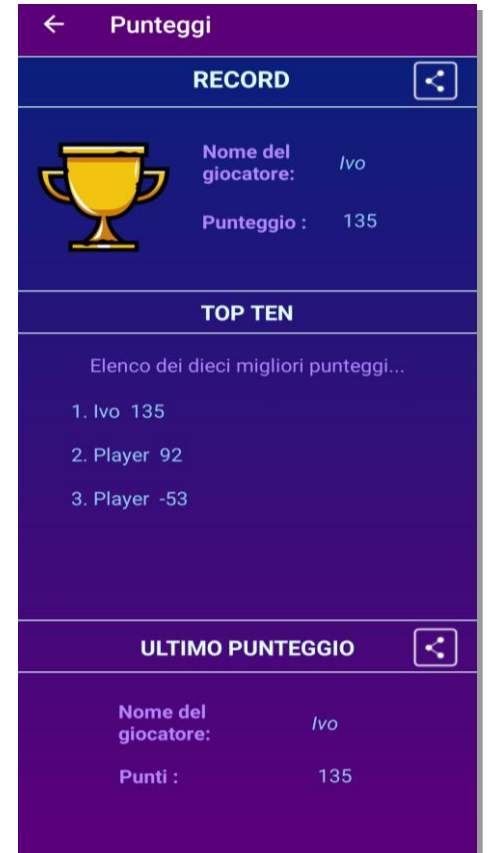 Punteggi
RECORD
Nome del
giocatore:
Ivo
Punteggio :
135
TOP TEN
Elenco dei dieci migliori punteggi...
1. Ivo 135
2. Player 92
3. Player -53
ULTIMO PUNTEGGIO
Nome del
giocatore:
Ivo
Punti :
135